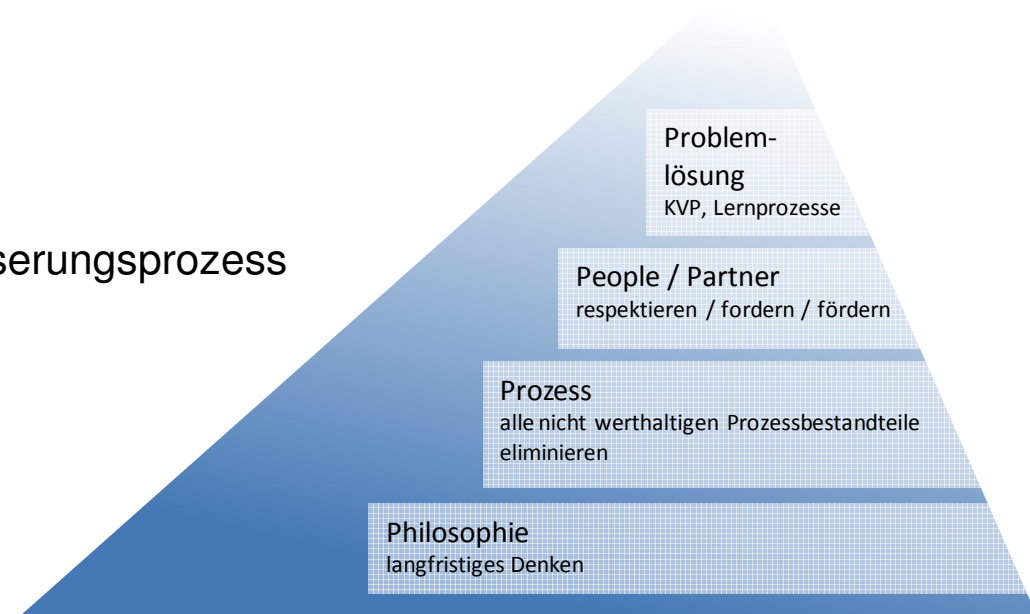 Problem-
lösung
KVP, Lernprozesse
serungsprozess
People / Partner
respektieren / fordern / fördern
Prozess
alle nicht werthaltigen Prozessbestandteile
eliminieren
Philosophie
langfristiges Denken